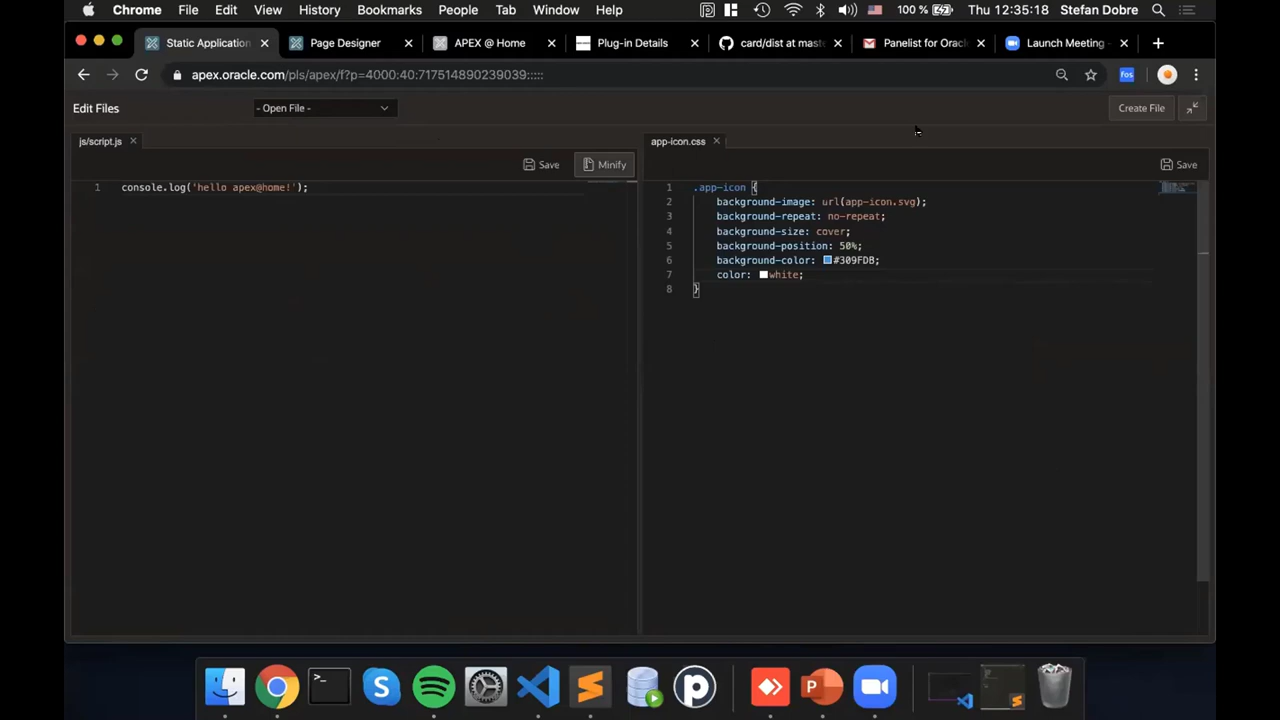 Chrome File Edit View History Bookmarks People Tab Window Help 100 % Thu 12:35:18 Stefan Dobre
Static Application Page Designer APEX @ Home Plug-in Details card/dist at maste Panelist for Oracle Launch Meeting -
apex.oracle.com/pls/apex/f?p=4000:40:717514890239039::::: fos
Edit Files - Open File - Create File
js/script.js app-icon.css
Save Minify Save
1 console.log('hello apex@home!');
1 .app-icon {
2 background-image: url(app-icon.svg);
3 background-repeat: no-repeat;
4 background-size: cover;
5 background-position: 50%;
6 background-color: #309FDB;
7 color: white;
8 }